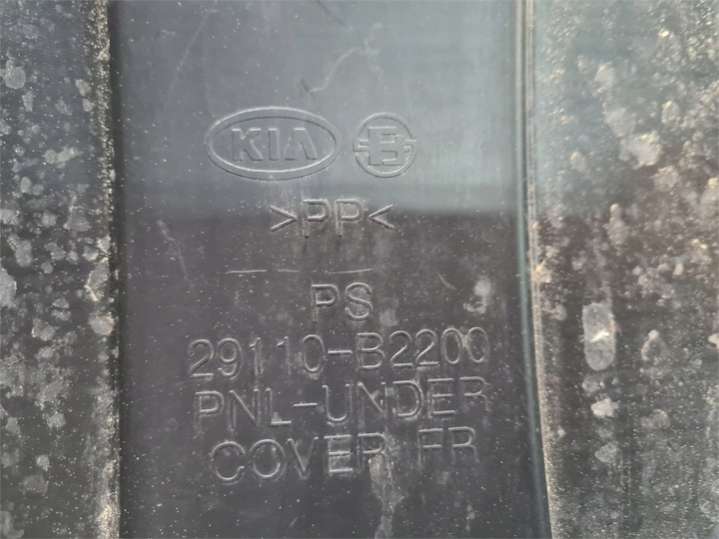 KIA
>PP<
PS
29110-B2200
PNL-UNDER
COVER FR